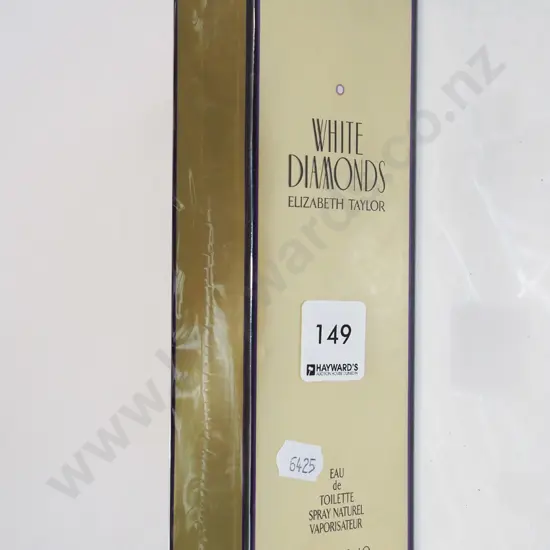 WHITE
DIAMONDS
ELIZABETH TAYLOR
149
HAYWARD'S
6425
EAU
de
TOILETTE
SPRAY NATUREL
VAPORISATEUR